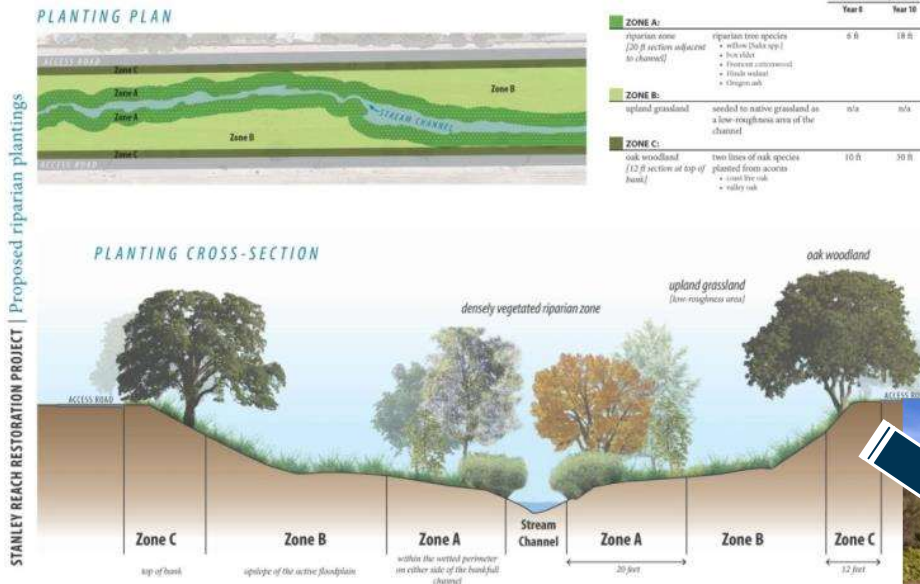 STANLEY REACH RESTORATION PROJECT | Proposed riparian plantings
PLANTING PLAN
ACCESS ROAD
Zone C
Zone A
Zone A
Zone B
STREAM CHANNEL
Zone B
Zone C
ACCESS ROAD
Year 0 Year 10
ZONE A:
riparian zone riparian tree species 6 ft 18 ft
[20 ft section adjacent • willow [Salix spp.]
to channel] • box elder
• Fremont cottonwood
• Hinds walnut
• Oregon ash
ZONE B:
upland grassland seeded to native grassland as n/a n/a
a low-roughness area of the
channel
ZONE C:
oak woodland two lines of oak species 10 ft 30 ft
[12 ft section at top of planted from acorns
bank] • coast live oak
• valley oak
PLANTING CROSS-SECTION
oak woodland
upland grassland
[low-roughness area]
densely vegetated riparian zone
ACCESS ROAD
ACCESS ROA
Zone C
Zone B
Zone A
Stream
Channel
Zone A
Zone B
Zone C
top of bank
upslope of the active floodplain
within the wetted perimeter
on either side of the bankfull
channel
20 feet
12 feet